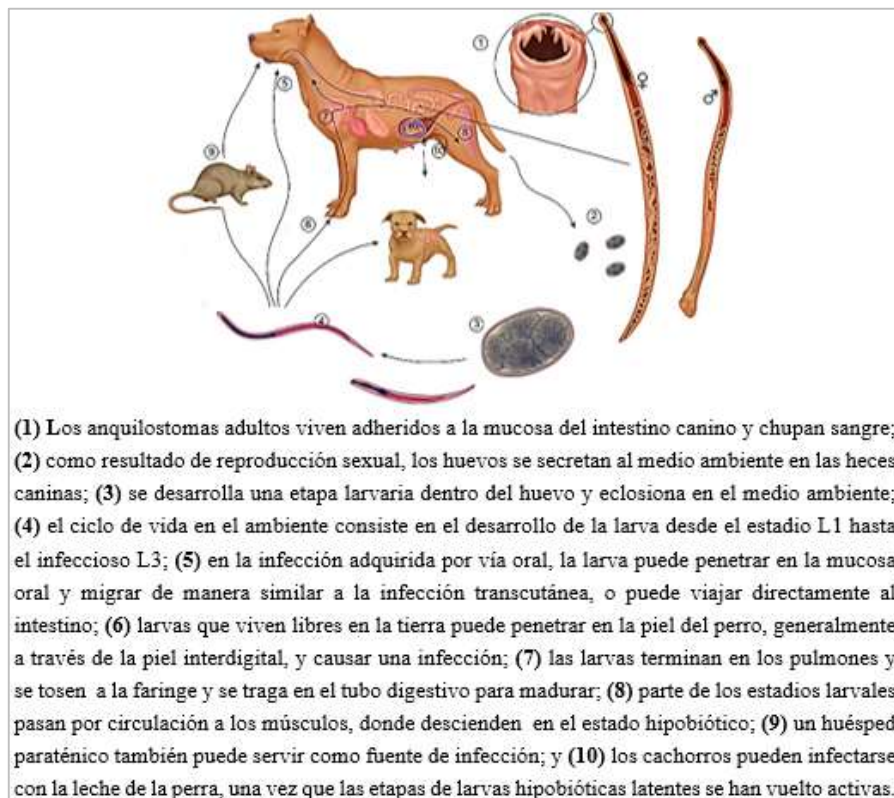 1
5
7
8
10
9
6
2
4
3
♀
♂
(1) Los anquilostomas adultos viven adheridos a la mucosa del intestino canino y chupan sangre;
(2) como resultado de reproducción sexual, los huevos se secretan al medio ambiente en las heces
caninas; (3) se desarrolla una etapa larvaria dentro del huevo y eclosiona en el medio ambiente;
(4) el ciclo de vida en el ambiente consiste en el desarrollo de la larva desde el estadio L1 hasta
el infeccioso L3; (5) en la infección adquirida por vía oral, la larva puede penetrar en la mucosa
oral y migrar de manera similar a la infección transcutánea, o puede viajar directamente al
intestino; (6) larvas que viven libres en la tierra puede penetrar en la piel del perro, generalmente
a través de la piel interdigital, y causar una infección; (7) las larvas terminan en los pulmones y
se tosen a la faringe y se traga en el tubo digestivo para madurar; (8) parte de los estadios larvales
pasan por circulación a los músculos, donde descienden en el estado hipobiótico; (9) un huésped
paraténico también puede servir como fuente de infección; y (10) los cachorros pueden infectarse
con la leche de la perra, una vez que las etapas de larvas hipobióticas latentes se han vuelto activas.